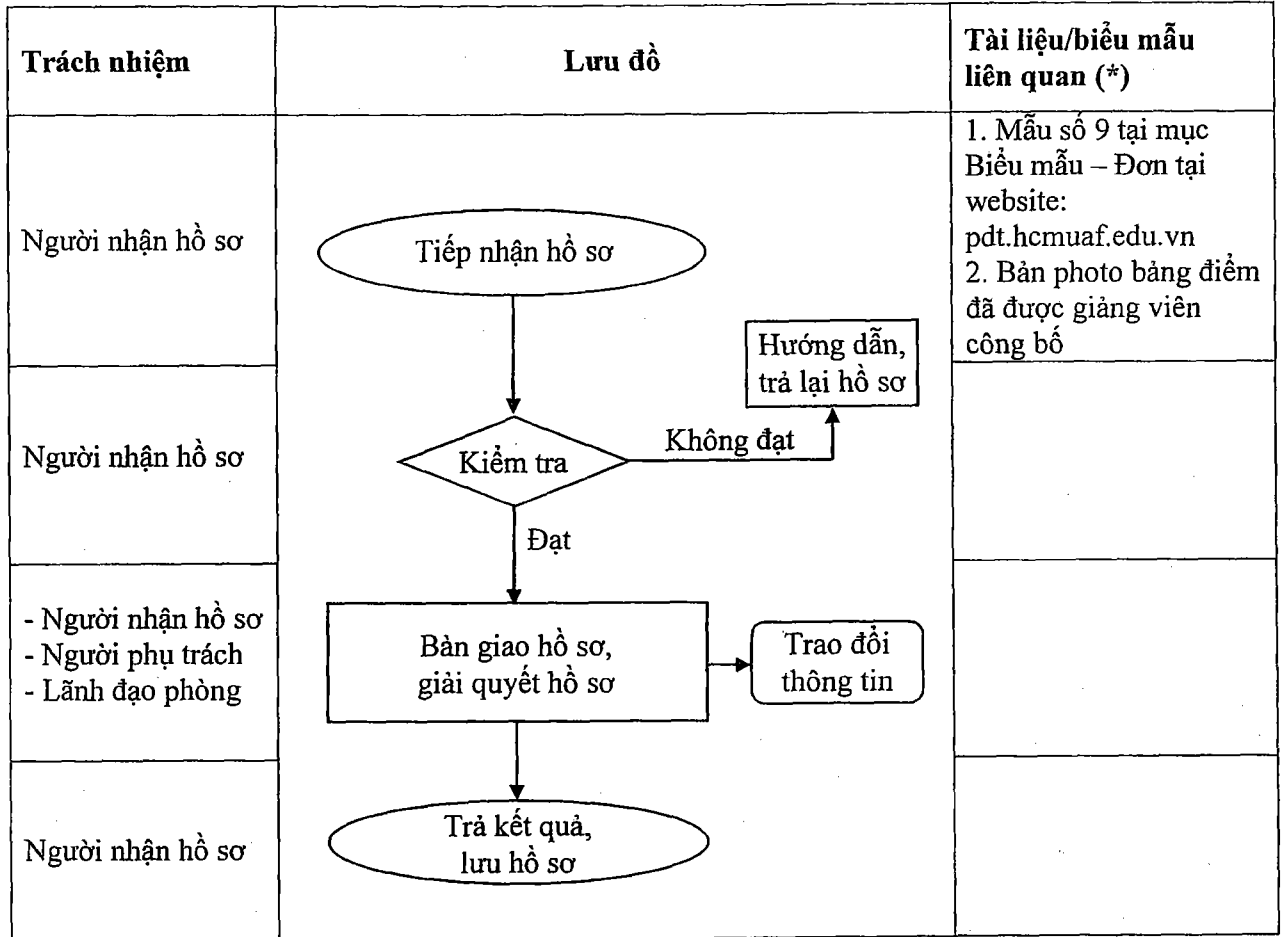 Trách nhiệm
Lưu đồ
Tài liệu/biểu mẫu
liên quan (*)
Người nhận hồ sơ
Tiếp nhận hồ sơ
1. Mẫu số 9 tại mục
Biểu mẫu – Đơn tại
website:
pdt.hcmuaf.edu.vn
2. Bản photo bảng điểm
đã được giảng viên
công bố
Hướng dẫn,
trả lại hồ sơ
Người nhận hồ sơ
Kiểm tra
Không đạt
Đạt
- Người nhận hồ sơ
- Người phụ trách
- Lãnh đạo phòng
Bàn giao hồ sơ,
giải quyết hồ sơ
Trao đổi
thông tin
Người nhận hồ sơ
Trả kết quả,
lưu hồ sơ